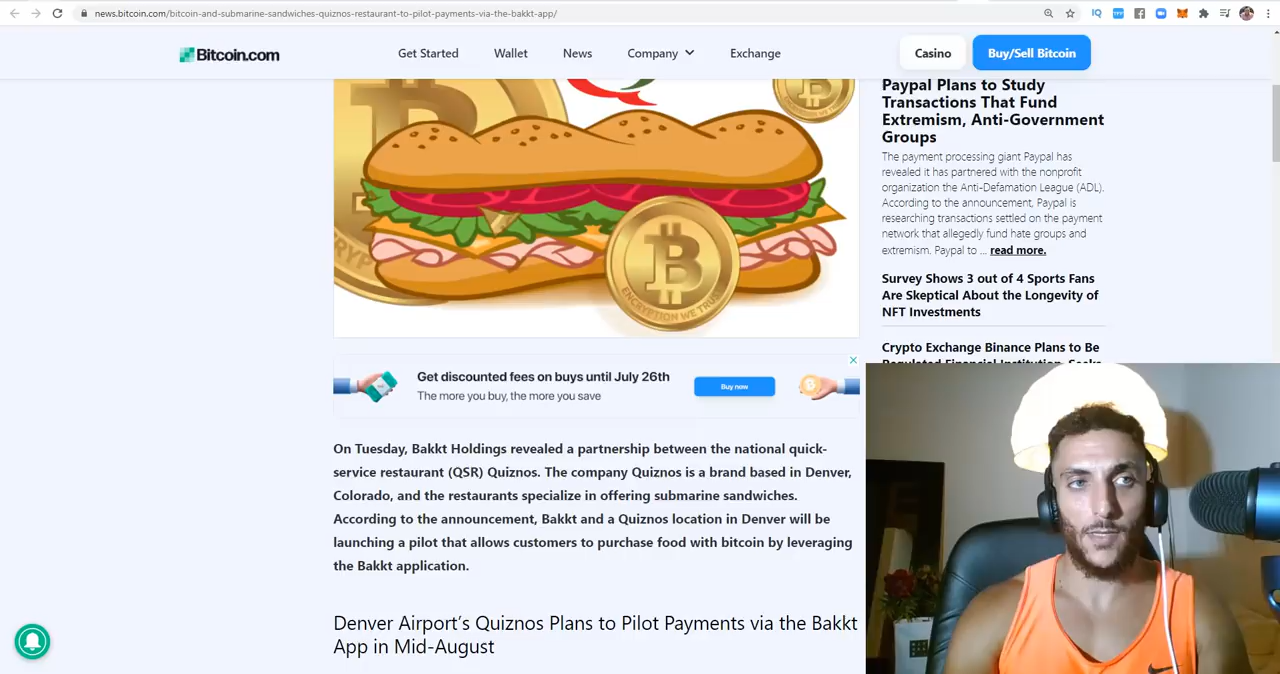 news.bitcoin.com/bitcoin-and-submarine-sandwiches-quiznos-restaurant-to-pilot-payments-via-the-bakkt-app/
Bitcoin.com
Get Started
Wallet
News
Company
Exchange
Casino
Buy/Sell Bitcoin
ENCRYPTION WE TRUST
Get discounted fees on buys until July 26th
The more you buy, the more you save
Buy now
On Tuesday, Bakkt Holdings revealed a partnership between the national quick-
service restaurant (QSR) Quiznos. The company Quiznos is a brand based in Denver,
Colorado, and the restaurants specialize in offering submarine sandwiches.
According to the announcement, Bakkt and a Quiznos location in Denver will be
launching a pilot that allows customers to purchase food with bitcoin by leveraging
the Bakkt application.
Denver Airport’s Quiznos Plans to Pilot Payments via the Bakkt
App in Mid-August
Paypal Plans to Study
Transactions That Fund
Extremism, Anti-Government
Groups
The payment processing giant Paypal has
revealed it has partnered with the nonprofit
organization the Anti-Defamation League (ADL).
According to the announcement, Paypal is
researching transactions settled on the payment
network that allegedly fund hate groups and
extremism. Paypal to ... read more.
Survey Shows 3 out of 4 Sports Fans
Are Skeptical About the Longevity of
NFT Investments
Crypto Exchange Binance Plans to Be